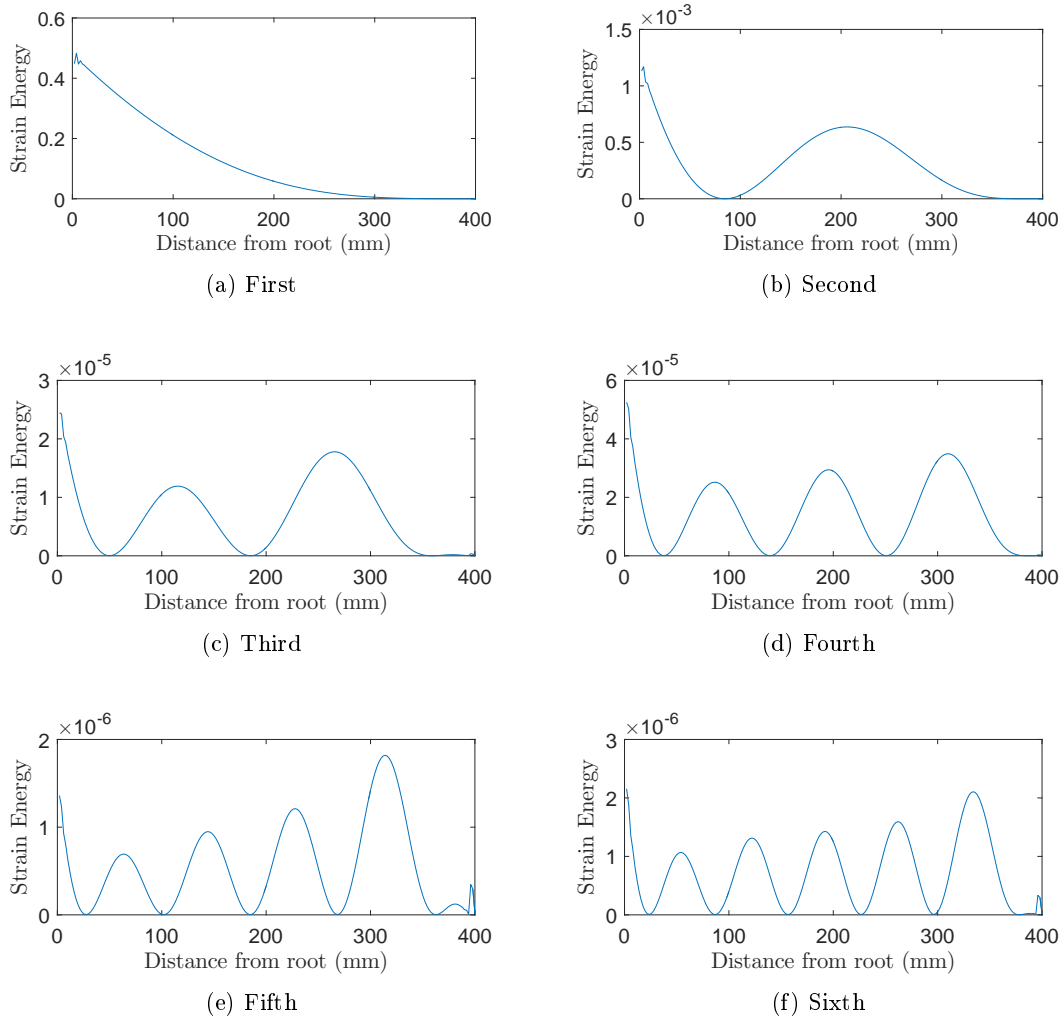 0.6
0.4
0.2
0
0 100 200 300 400
Strain Energy
Distance from root (mm)
(a) First
×10-3
1.5
1
0.5
0
0 100 200 300 400
Strain Energy
Distance from root (mm)
(b) Second
×10-5
3
2
1
0
0 100 200 300 400
Strain Energy
Distance from root (mm)
(c) Third
×10-5
6
4
2
0
0 100 200 300 400
Strain Energy
Distance from root (mm)
(d) Fourth
×10-6
2
1
0
0 100 200 300 400
Strain Energy
Distance from root (mm)
(e) Fifth
×10-6
3
2
1
0
0 100 200 300 400
Strain Energy
Distance from root (mm)
(f) Sixth